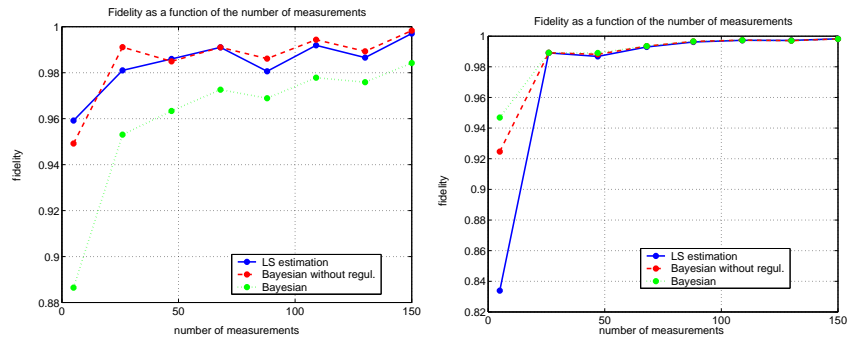 Fidelity as a function of the number of measurements
1
0.98
0.96
0.94
0.92
0.9
0.88
fidelity
0
50
100
150
number of measurements
LS estimation
Bayesian without regul.
Bayesian
Fidelity as a function of the number of measurements
1
0.98
0.96
0.94
0.92
0.9
0.88
0.86
0.84
0.82
fidelity
0
50
100
150
number of measurements
LS estimation
Bayesian without regul.
Bayesian